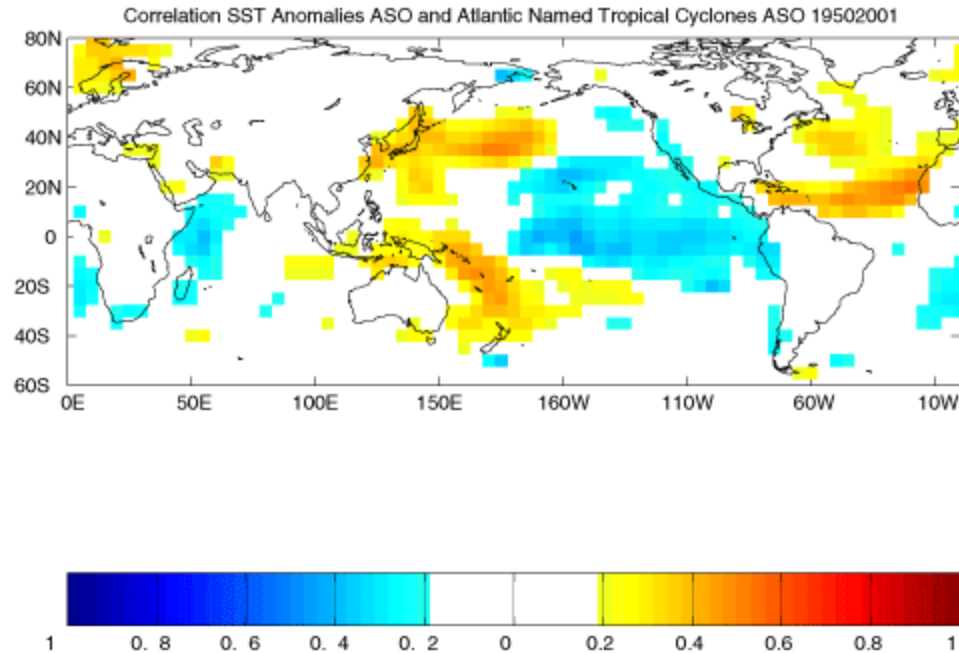 Correlation SST Anomalies ASO and Atlantic Named Tropical Cyclones ASO 19502001
80N
60N
40N
20N
0
20S
40S
60S
0E 50E 100E 150E 160W 110W 60W 10W
1 0. 8 0. 6 0. 4 0. 2 0 0.2 0.4 0.6 0.8 1